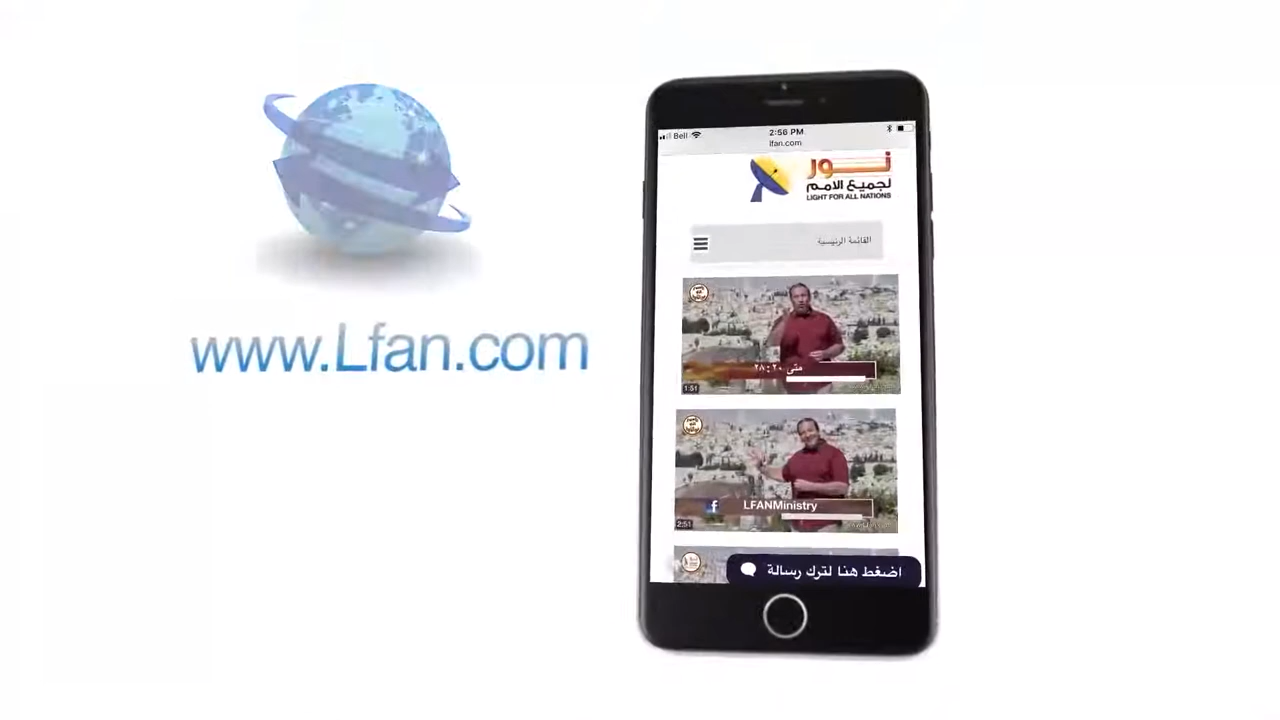 www.Lfan.com
Bell
2:56 PM
lfan.com
نور
لجميع الامم
LIGHT FOR ALL NATIONS
القائمة الرئيسية
متى ٢٨:٢٠
1:51
LFANMinistry
2:51
اضغط هنا لترك رسالة